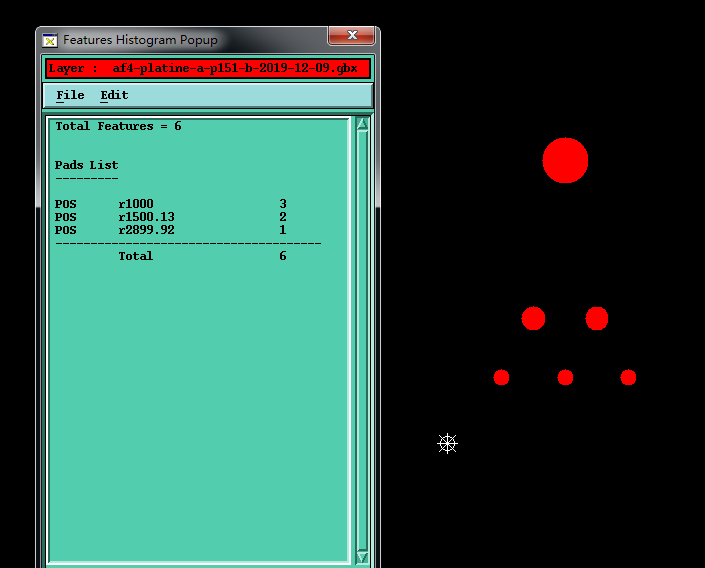 Features Histogram Popup
Layer : af4-platine-a-p151-b-2019-12-09.gbx
File Edit
Total Features = 6
Pads List
---------
POS r1000 3
POS r1500.13 2
POS r2899.92 1
--------------------------------------
Total 6